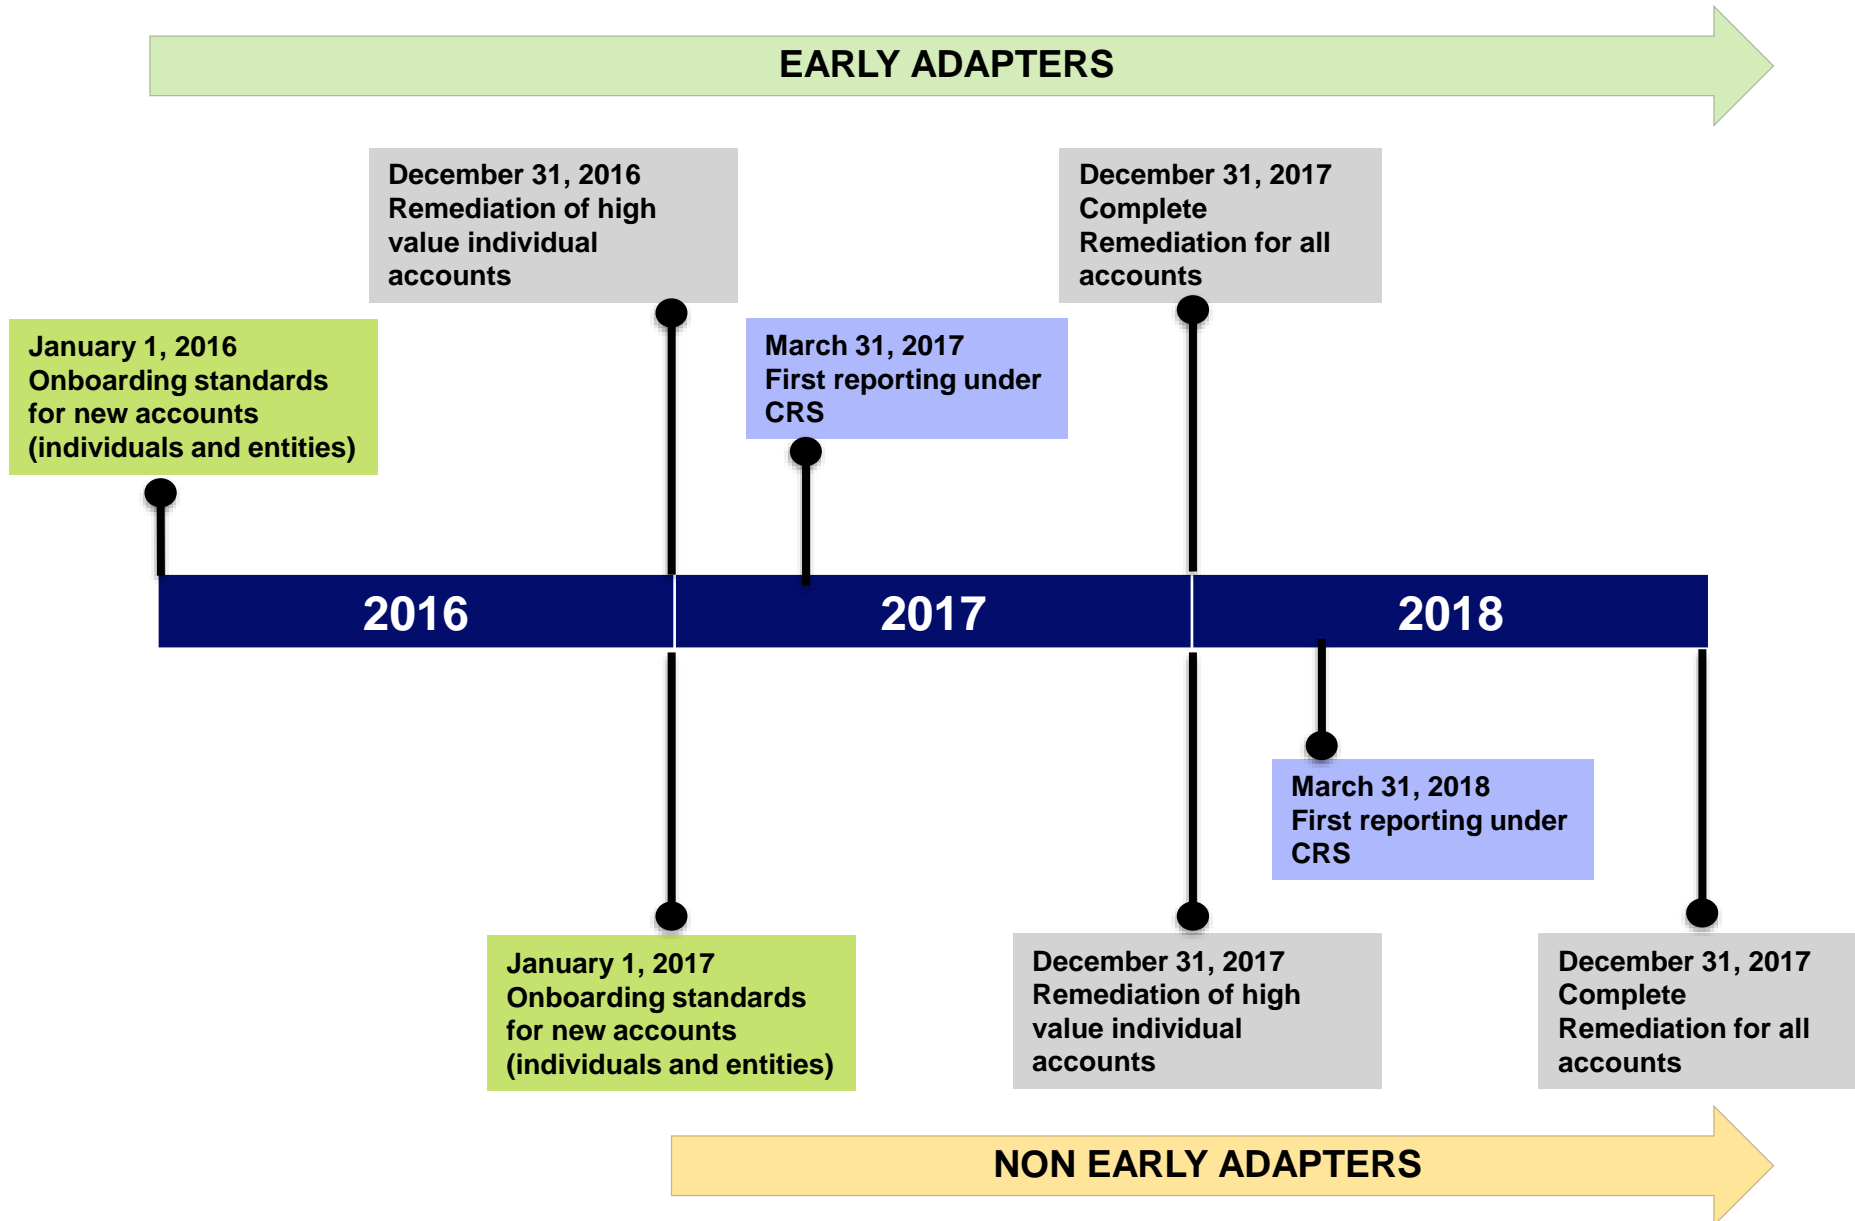 EARLY ADAPTERS
December 31, 2016
Remediation of high
value individual
accounts
December 31, 2017
Complete
Remediation for all
accounts
January 1, 2016
Onboarding standards
for new accounts
(individuals and entities)
March 31, 2017
First reporting under
CRS
2016
2017
2018
March 31, 2018
First reporting under
CRS
January 1, 2017
Onboarding standards
for new accounts
(individuals and entities)
December 31, 2017
Remediation of high
value individual
accounts
December 31, 2017
Complete
Remediation for all
accounts
NON EARLY ADAPTERS